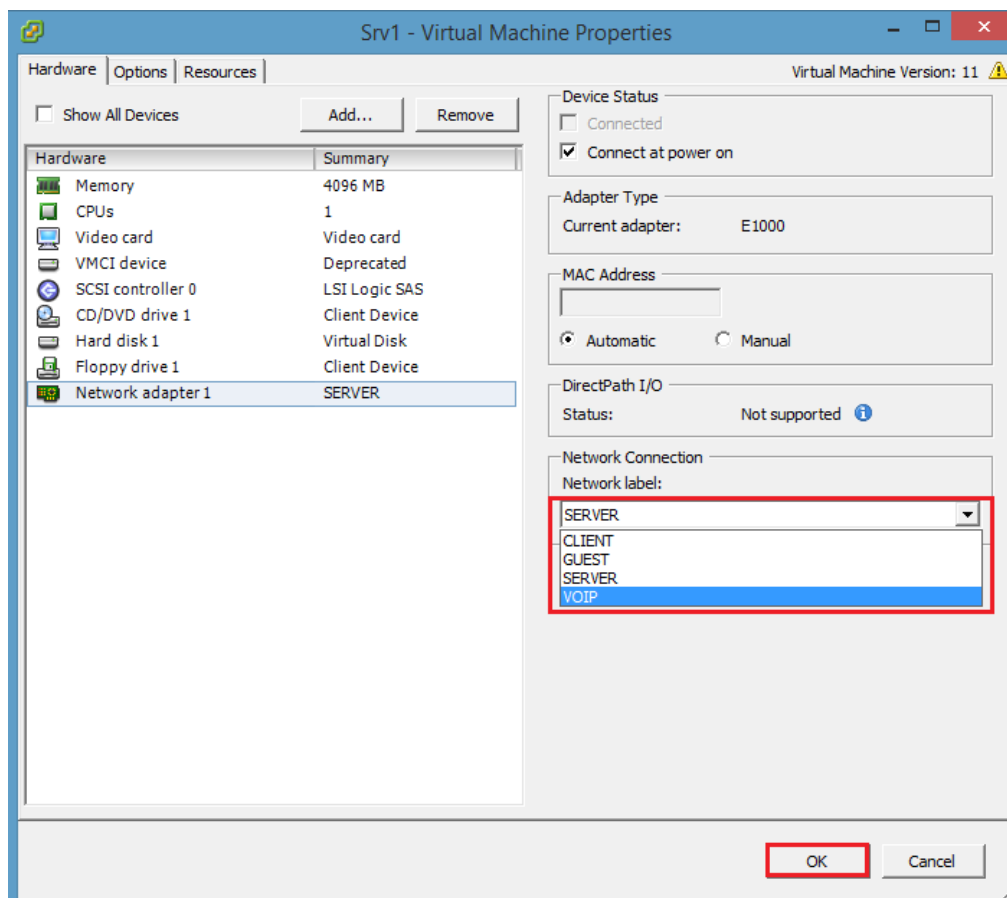 Srv1 - Virtual Machine Properties
Hardware Options Resources
Virtual Machine Version: 11
Show All Devices
Add...
Remove
Hardware Summary
Memory 4096 MB
CPUs 1
Video card Video card
VMCI device Deprecated
SCSI controller 0 LSI Logic SAS
CD/DVD drive 1 Client Device
Hard disk 1 Virtual Disk
Floppy drive 1 Client Device
Network adapter 1 SERVER
Device Status
Connected
Connect at power on
Adapter Type
Current adapter: E1000
MAC Address
Automatic Manual
DirectPath I/O
Status: Not supported
Network Connection
Network label:
SERVER
CLIENT
GUEST
SERVER
VOIP
OK Cancel